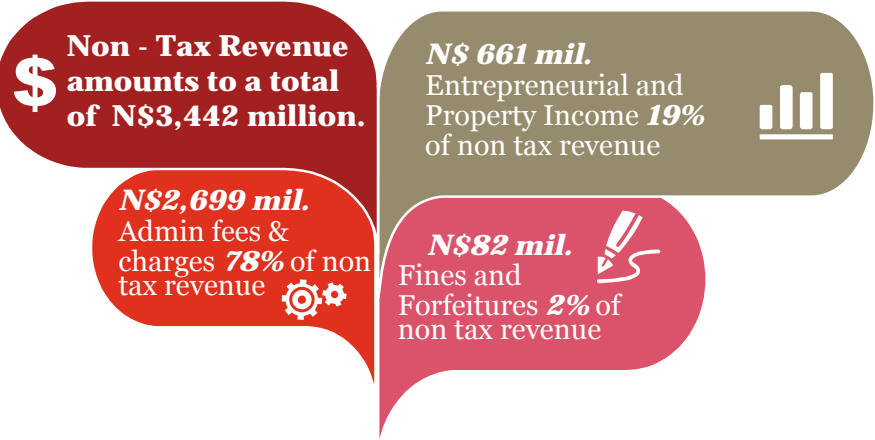 $
Non - Tax Revenue
amounts to a total
of N$3,442 million.
N$ 661 mil.
Entrepreneurial and
Property Income 19%
of non tax revenue
N$2,699 mil.
Admin fees &
charges 78% of non
tax revenue
N$82 mil.
Fines and
Forfeitures 2% of
non tax revenue